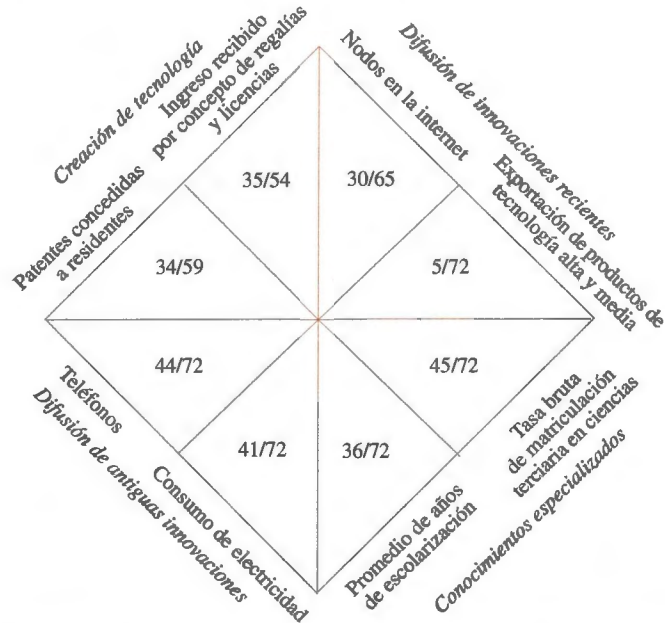 Creación de tecnología
Ingreso recibido
por concepto de regalías
y licencias
Patentes concedidas
a residentes
Difusión de innovaciones recientes
Nodos en la internet
Exportación de productos de
tecnología alta y media
35/54
30/65
34/59
5/72
44/72
45/72
41/72
36/72
Teléfonos
Consumo de electricidad
Difusión de antiguas innovaciones
Tasa bruta
de matriculación
terciaria en ciencias
Promedio de años
de escolarización
Conocimientos especializados